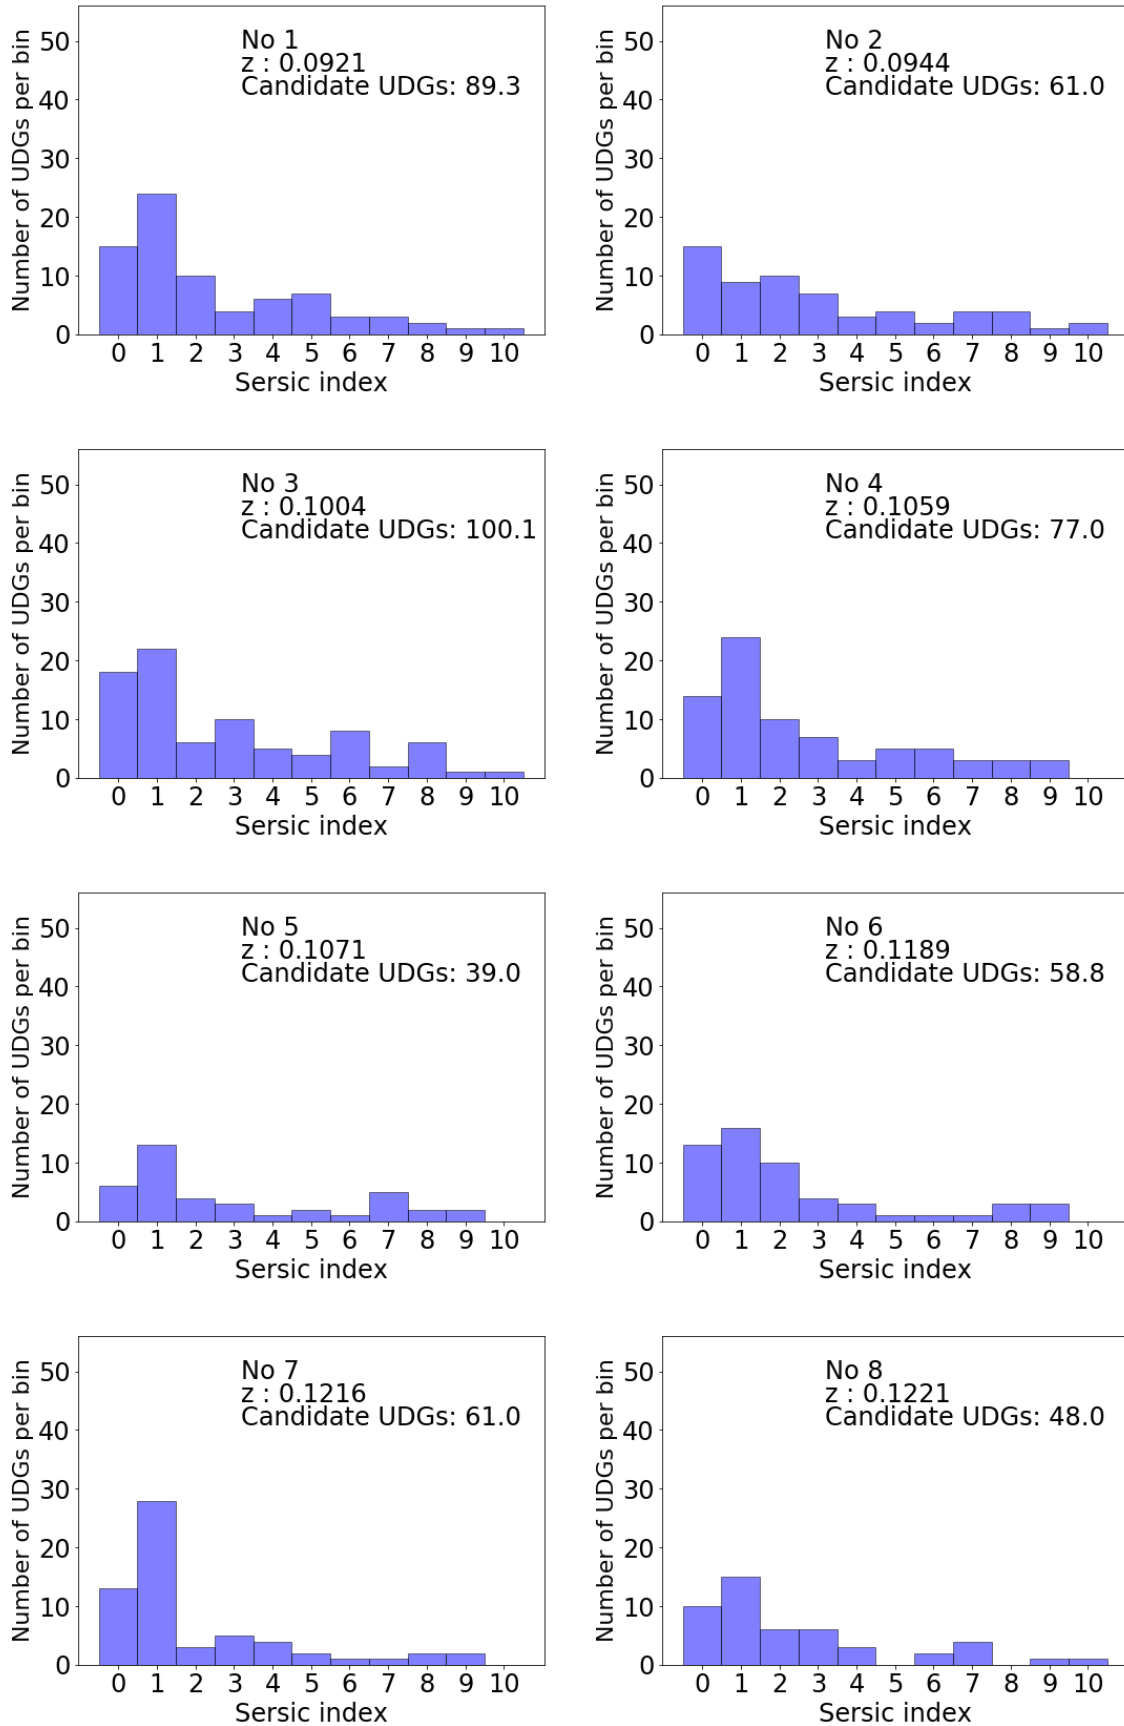 No 1
z : 0.0921
Candidate UDGs: 89.3
Number of UDGs per bin
50
40
30
20
10
0
0 1 2 3 4 5 6 7 8 9 10
Sersic index
No 2
z : 0.0944
Candidate UDGs: 61.0
Number of UDGs per bin
50
40
30
20
10
0
0 1 2 3 4 5 6 7 8 9 10
Sersic index
No 3
z : 0.1004
Candidate UDGs: 100.1
Number of UDGs per bin
50
40
30
20
10
0
0 1 2 3 4 5 6 7 8 9 10
Sersic index
No 4
z : 0.1059
Candidate UDGs: 77.0
Number of UDGs per bin
50
40
30
20
10
0
0 1 2 3 4 5 6 7 8 9 10
Sersic index
No 5
z : 0.1071
Candidate UDGs: 39.0
Number of UDGs per bin
50
40
30
20
10
0
0 1 2 3 4 5 6 7 8 9 10
Sersic index
No 6
z : 0.1189
Candidate UDGs: 58.8
Number of UDGs per bin
50
40
30
20
10
0
0 1 2 3 4 5 6 7 8 9 10
Sersic index
No 7
z : 0.1216
Candidate UDGs: 61.0
Number of UDGs per bin
50
40
30
20
10
0
0 1 2 3 4 5 6 7 8 9 10
Sersic index
No 8
z : 0.1221
Candidate UDGs: 48.0
Number of UDGs per bin
50
40
30
20
10
0
0 1 2 3 4 5 6 7 8 9 10
Sersic index